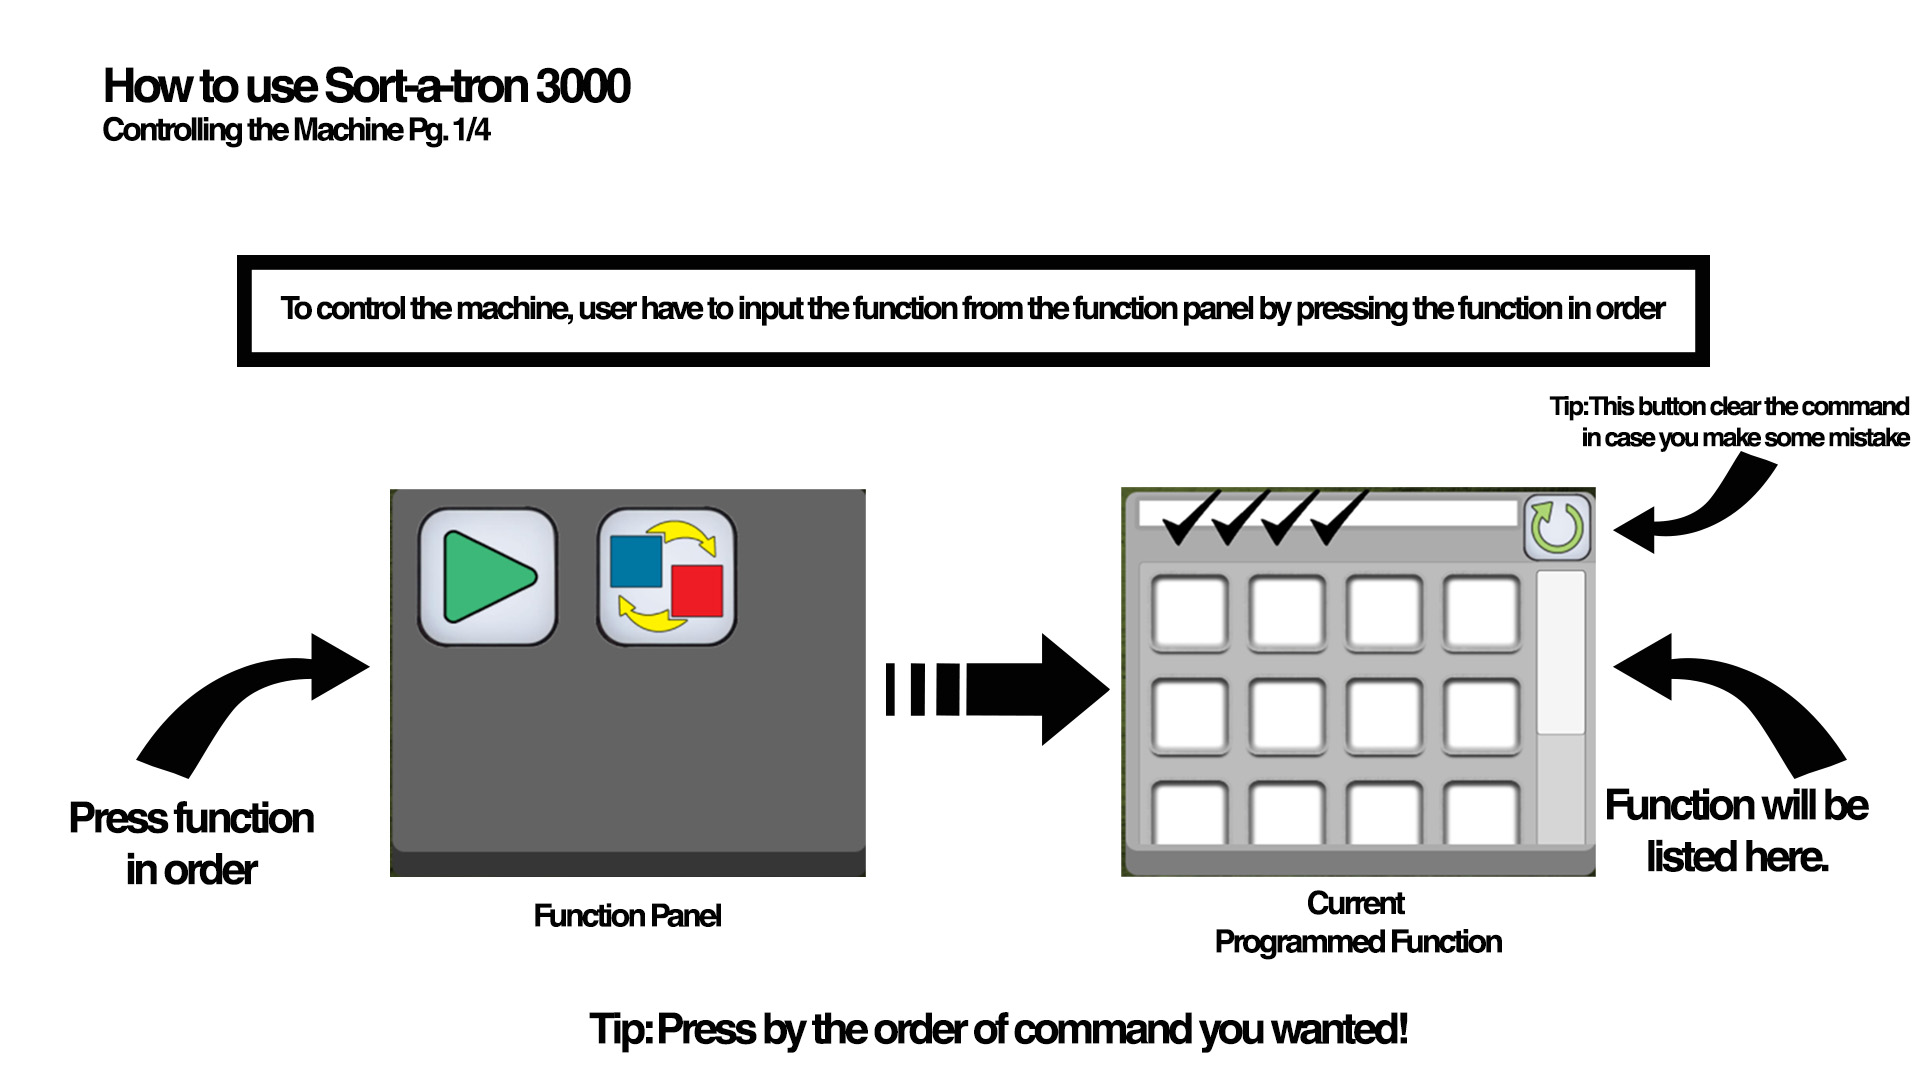 How to use Sort-a-tron 3000
Controlling the Machine Pg. 1/4
To control the machine, user have to input the function from the function panel by pressing the function in order
Tip:This button clear the command
in case you make some mistake
Press function
in order
Function Panel
Current
Programmed Function
Function will be
listed here.
Tip: Press by the order of command you wanted!